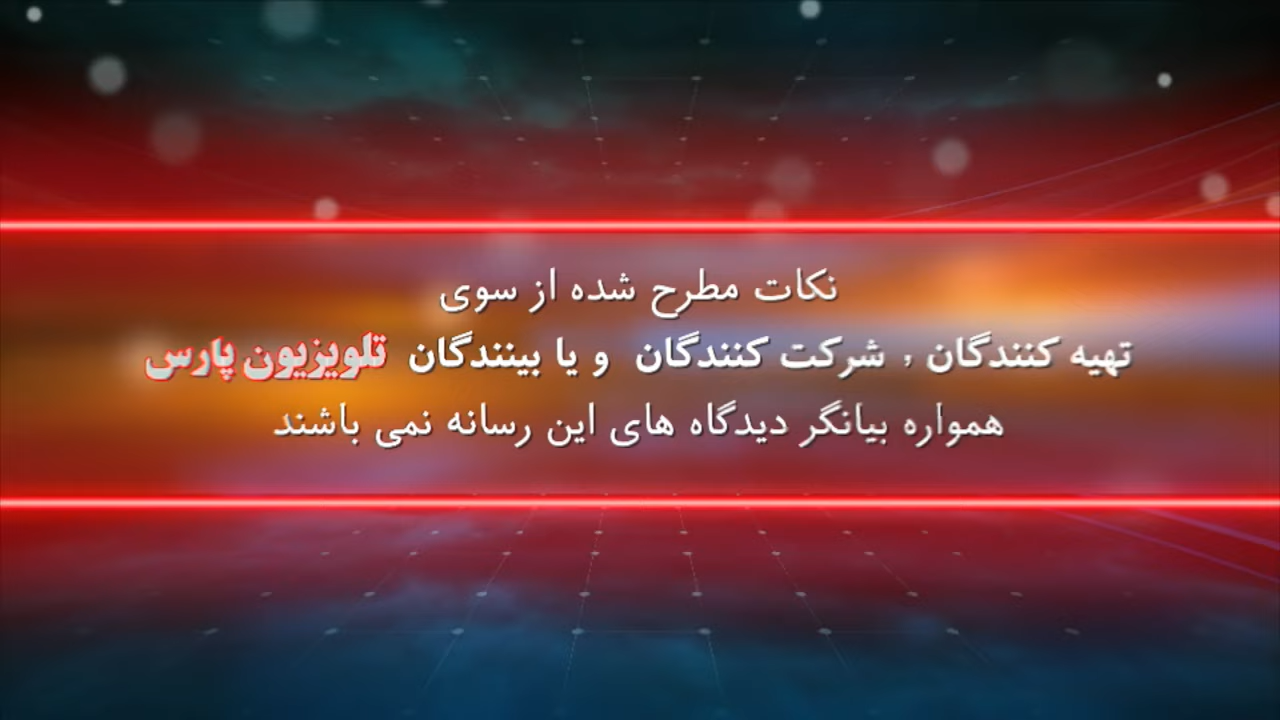 نکات مطرح شده از سوی
تهیه کنندگان ، شرکت کنندگان و یا بینندگان تلویزیون پارس
همواره بیانگر دیدگاه های این رسانه نمی باشند